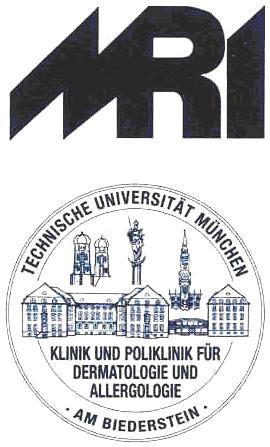 MRI
TECHNISCHE UNIVERSITÄT MÜNCHEN
KLINIK UND POLIKLINIK FÜR
DERMATOLOGIE UND
ALLERGOLOGIE
· AM BIEDERSTEIN ·